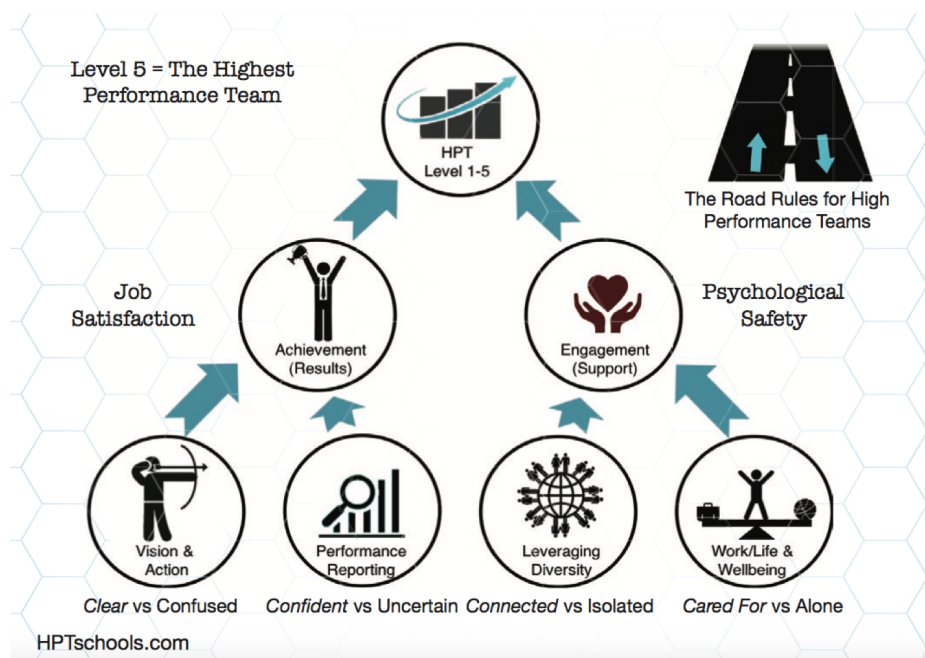 Level 5 = The Highest
Performance Team
HPT
Level 1-5
The Road Rules for High
Performance Teams
Job
Satisfaction
Achievement
(Results)
Engagement
(Support)
Psychological
Safety
Vision &
Action
Performance
Reporting
Leveraging
Diversity
Work/Life &
Wellbeing
Clear vs Confused
Confident vs Uncertain
Connected vs Isolated
Cared For vs Alone
HPTschools.com